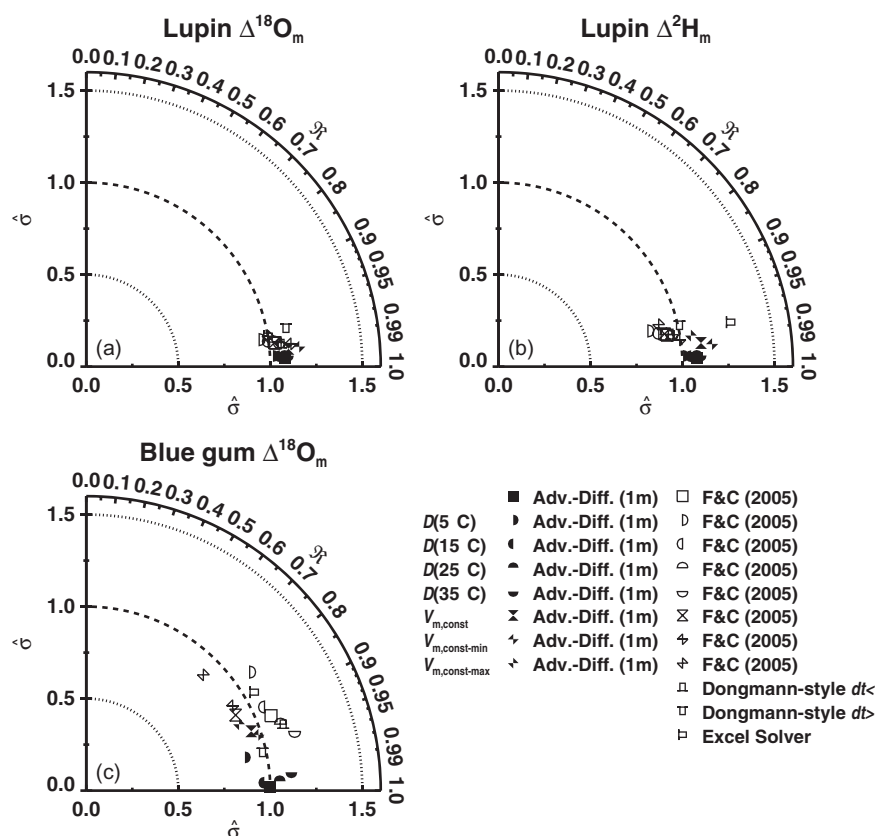 Lupin Δ¹⁸Oₘ
0.0 0.1 0.2 0.3 0.4 0.5 0.6 0.7 0.8 0.9 0.95 0.99 1.0
ℜ
1.5
1.0
0.5
0.0
σ̂
(a)
0.0 0.5 1.0 1.5
σ̂
Lupin Δ²Hₘ
0.0 0.1 0.2 0.3 0.4 0.5 0.6 0.7 0.8 0.9 0.95 0.99 1.0
ℜ
1.5
1.0
0.5
0.0
σ̂
(b)
0.0 0.5 1.0 1.5
σ̂
Blue gum Δ¹⁸Oₘ
0.0 0.1 0.2 0.3 0.4 0.5 0.6 0.7 0.8 0.9 0.95 0.99 1.0
ℜ
1.5
1.0
0.5
0.0
σ̂
(c)
0.0 0.5 1.0 1.5
σ̂
Adv.-Diff. (1m) F&C (2005)
D(5 C) Adv.-Diff. (1m) F&C (2005)
D(15 C) Adv.-Diff. (1m) F&C (2005)
D(25 C) Adv.-Diff. (1m) F&C (2005)
D(35 C) Adv.-Diff. (1m) F&C (2005)
Vm,const Adv.-Diff. (1m) F&C (2005)
Vm,const-min Adv.-Diff. (1m) F&C (2005)
Vm,const-max Adv.-Diff. (1m) F&C (2005)
Dongmann-style dt<
Dongmann-style dt>
Excel Solver